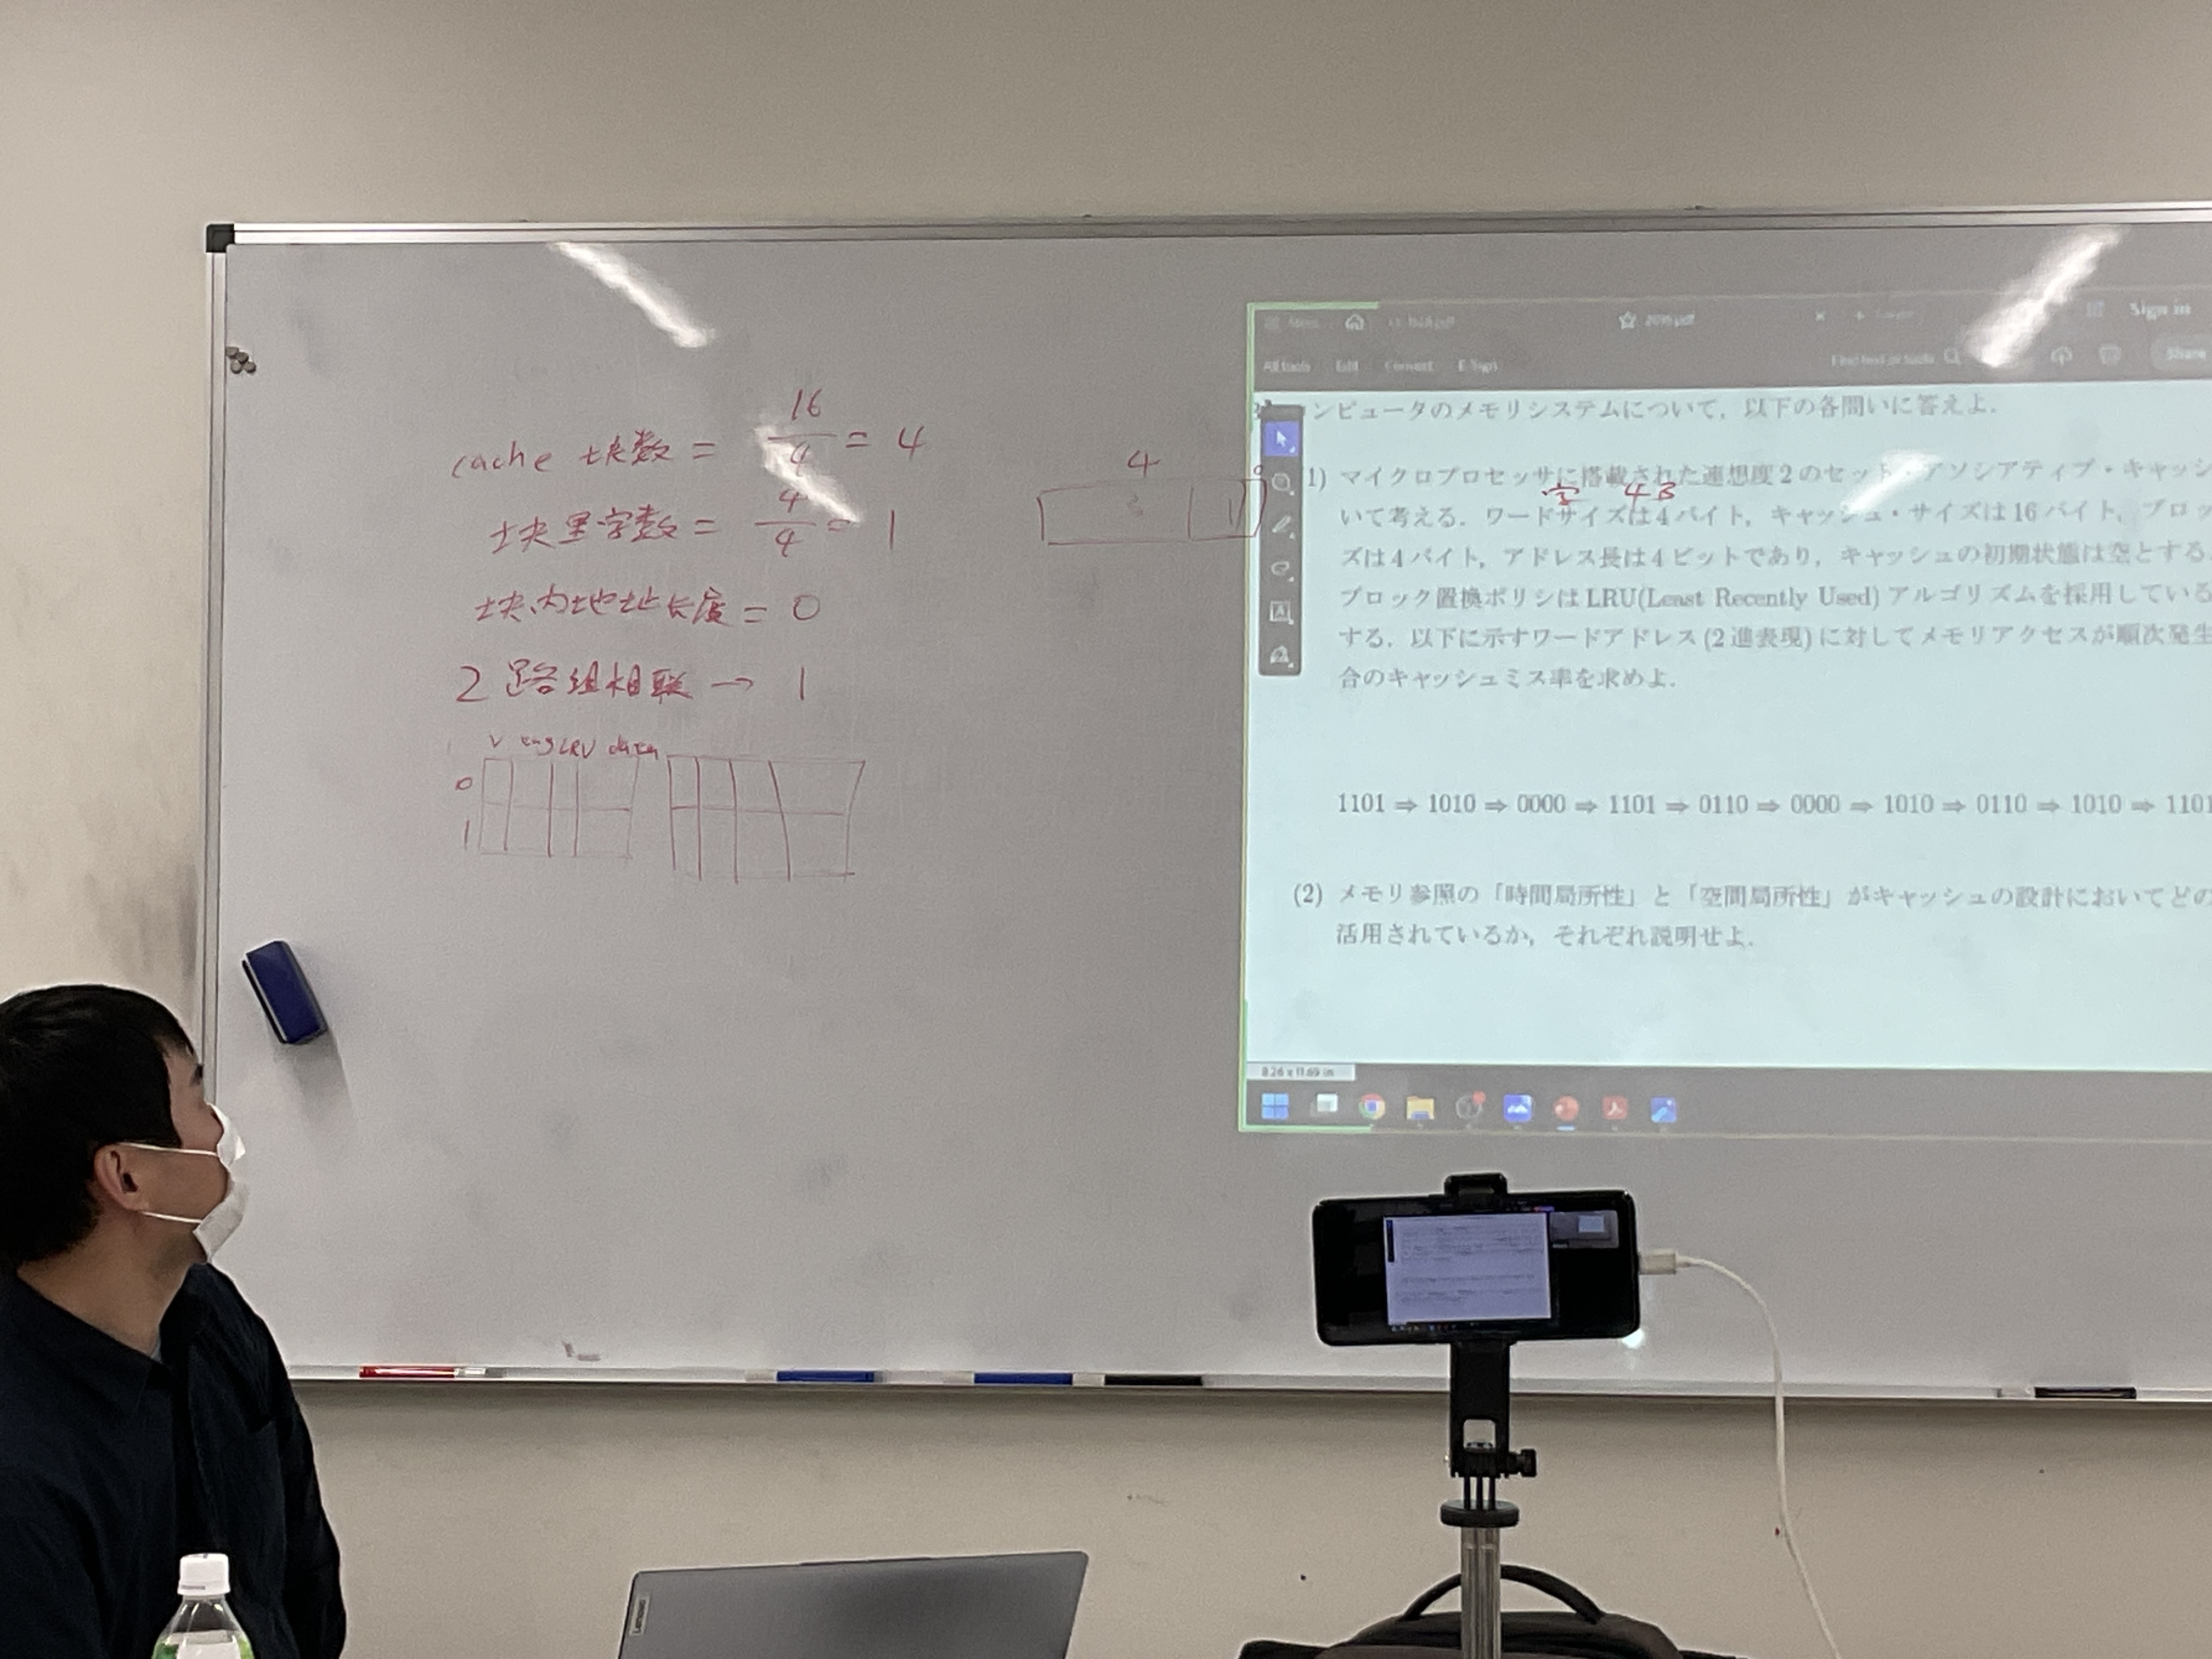 cache 块数 = 16/4 = 4
块里字数 = 4/4 = 1
块内地址长度 = 0
2 路组相联 → 1
V tag LRU data
0
1
4
3
1
0
Sign in
All tools Edit Convert E-Sign
Find text or tools
Share
ンピュータのメモリシステムについて,以下の各問いに答えよ.
1) マイクロプロセッサに搭載された連想度2のセット・アソシアティブ・キャッシ
字 4B
いて考える.ワードサイズは4バイト,キャッシュ・サイズは16バイト,ブロッ
ズは4バイト,アドレス長は4ビットであり,キャッシュの初期状態は空とする.
ブロック置換ポリシはLRU(Least Recently Used)アルゴリズムを採用している
する.以下に示すワードアドレス(2進表現)に対してメモリアクセスが順次発生
合のキャッシュミス率を求めよ.
1101 ⇒ 1010 ⇒ 0000 ⇒ 1101 ⇒ 0110 ⇒ 0000 ⇒ 1010 ⇒ 0110 ⇒ 1010 ⇒ 1101
(2) メモリ参照の「時間局所性」と「空間局所性」がキャッシュの設計においてどの
活用されているか,それぞれ説明せよ.
8.26 x 11.69 in
Lenovo